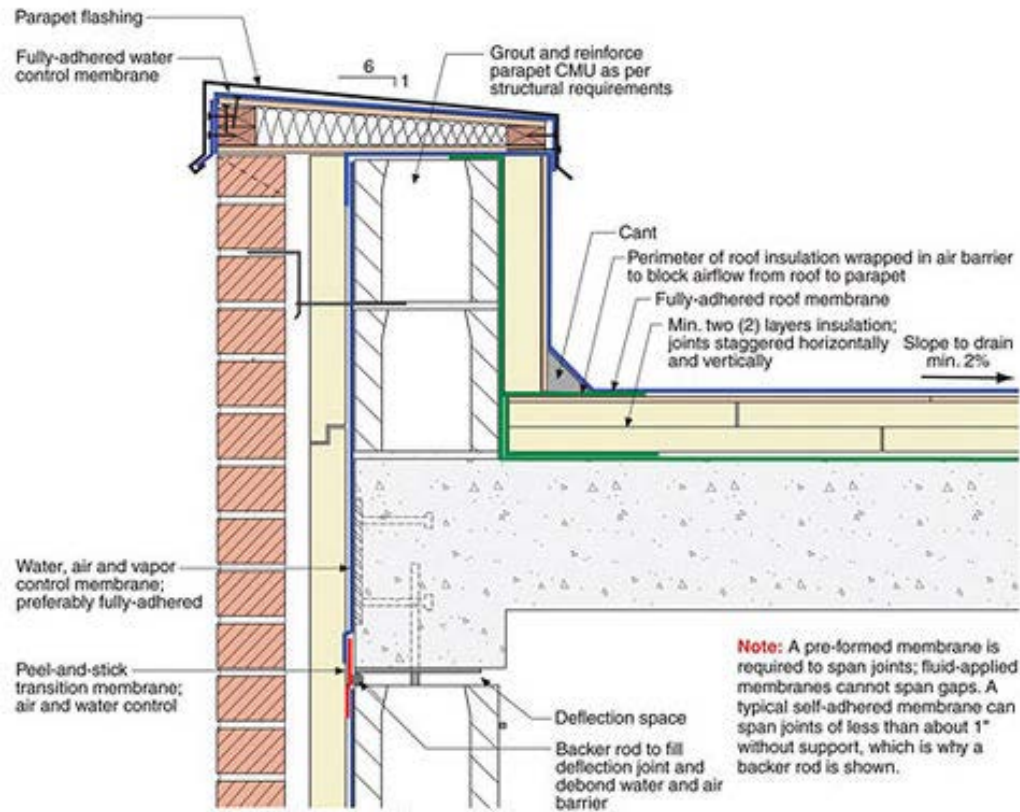 Parapet flashing
Fully-adhered water
control membrane
6
1
Grout and reinforce
parapet CMU as per
structural requirements
Cant
Perimeter of roof insulation wrapped in air barrier
to block airflow from roof to parapet
Fully-adhered roof membrane
Min. two (2) layers insulation;
joints staggered horizontally
and vertically
Slope to drain
min. 2%
Water, air and vapor
control membrane;
preferably fully-adhered
Peel-and-stick
transition membrane;
air and water control
Deflection space
Backer rod to fill
deflection joint and
debond water and air
barrier
Note: A pre-formed membrane is
required to span joints; fluid-applied
membranes cannot span gaps. A
typical self-adhered membrane can
span joints of less than about 1"
without support, which is why a
backer rod is shown.